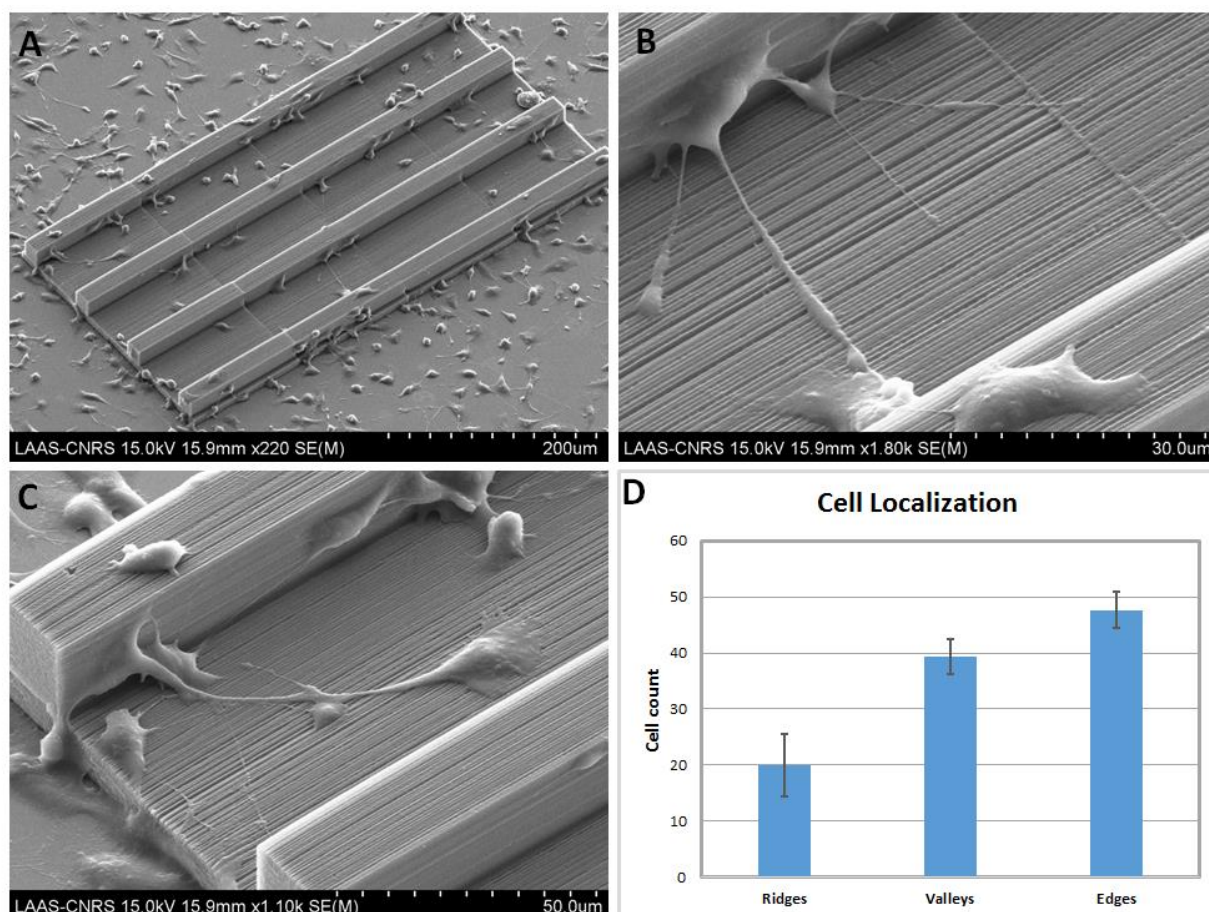 A
LAAS-CNRS 15.0kV 15.9mm x220 SE(M)
200um
B
LAAS-CNRS 15.0kV 15.9mm x1.80k SE(M)
30.0um
C
LAAS-CNRS 15.0kV 15.9mm x1.10k SE(M)
50.0um
D
Cell Localization
Cell count
60
50
40
30
20
10
0
Ridges
Valleys
Edges